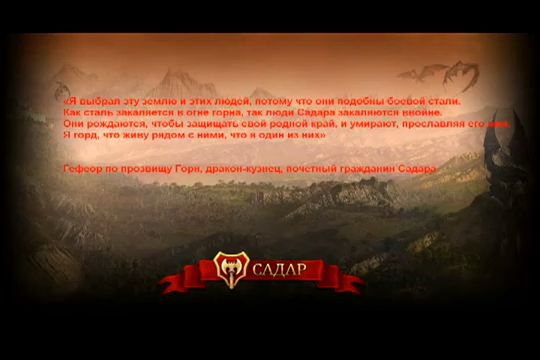 «Я выбрал эту землю и этих людей, потому что они подобны боевой стали.
Как сталь закаляется в огне горна, так люди Садара закаляются ввойне.
Они рождаются, чтобы защищать свой родной край, и умирают, прославляя его имя.
Я горд, что живу рядом с ними, что я один из них»
Гефеор по прозвищу Горн, дракон-кузнец, почетный гражданин Садара.
САДАР